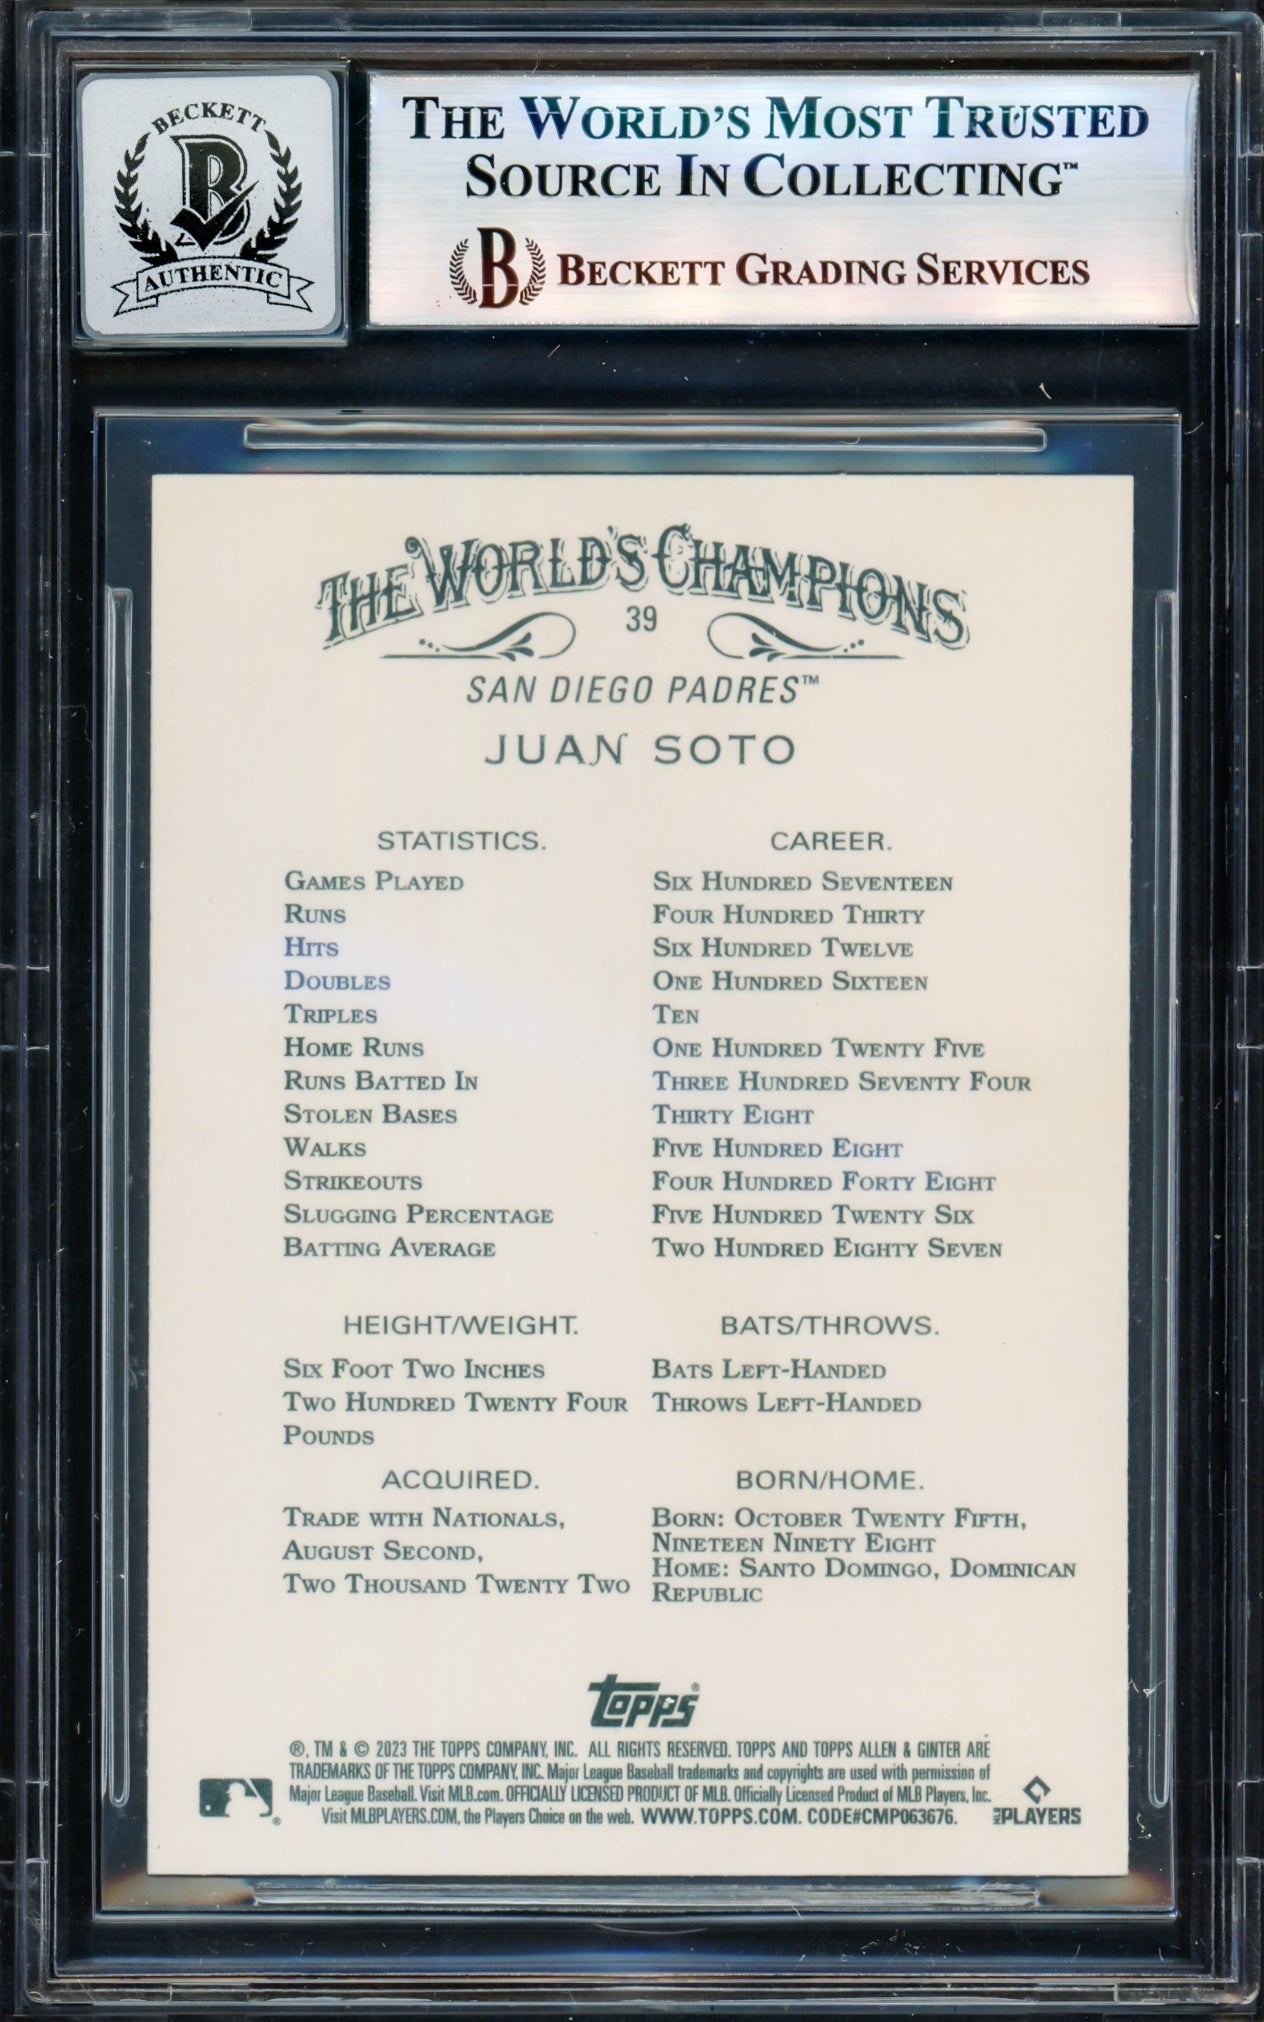 BECKETT
AUTHENTIC
THE WORLD'S MOST TRUSTED
SOURCE IN COLLECTING™
BECKETT GRADING SERVICES
THE WORLD'S CHAMPIONS
39
SAN DIEGO PADRES™
JUAN SOTO
STATISTICS. CAREER.
GAMES PLAYED SIX HUNDRED SEVENTEEN
RUNS FOUR HUNDRED THIRTY
HITS SIX HUNDRED TWELVE
DOUBLES ONE HUNDRED SIXTEEN
TRIPLES TEN
HOME RUNS ONE HUNDRED TWENTY FIVE
RUNS BATTED IN THREE HUNDRED SEVENTY FOUR
STOLEN BASES THIRTY EIGHT
WALKS FIVE HUNDRED EIGHT
STRIKEOUTS FOUR HUNDRED FORTY EIGHT
SLUGGING PERCENTAGE FIVE HUNDRED TWENTY SIX
BATTING AVERAGE TWO HUNDRED EIGHTY SEVEN
HEIGHT/WEIGHT.
SIX FOOT TWO INCHES
TWO HUNDRED TWENTY FOUR
POUNDS
BATS/THROWS.
BATS LEFT-HANDED
THROWS LEFT-HANDED
ACQUIRED.
TRADE WITH NATIONALS,
AUGUST SECOND,
TWO THOUSAND TWENTY TWO
BORN/HOME.
BORN: OCTOBER TWENTY FIFTH,
NINETEEN NINETY EIGHT
HOME: SANTO DOMINGO, DOMINICAN
REPUBLIC
topps®
®, TM & © 2023 THE TOPPS COMPANY, INC. ALL RIGHTS RESERVED. TOPPS AND TOPPS ALLEN & GINTER ARE
TRADEMARKS OF THE TOPPS COMPANY, INC. Major League Baseball trademarks and copyrights are used with permission of
Major League Baseball. Visit MLB.com. OFFICIALLY LICENSED PRODUCT OF MLB. Officially Licensed Product of MLB Players, Inc.
Visit MLBPLAYERS.COM, the Players Choice on the web. WWW.TOPPS.COM. CODE#CMP063676.
MLB PLAYERS